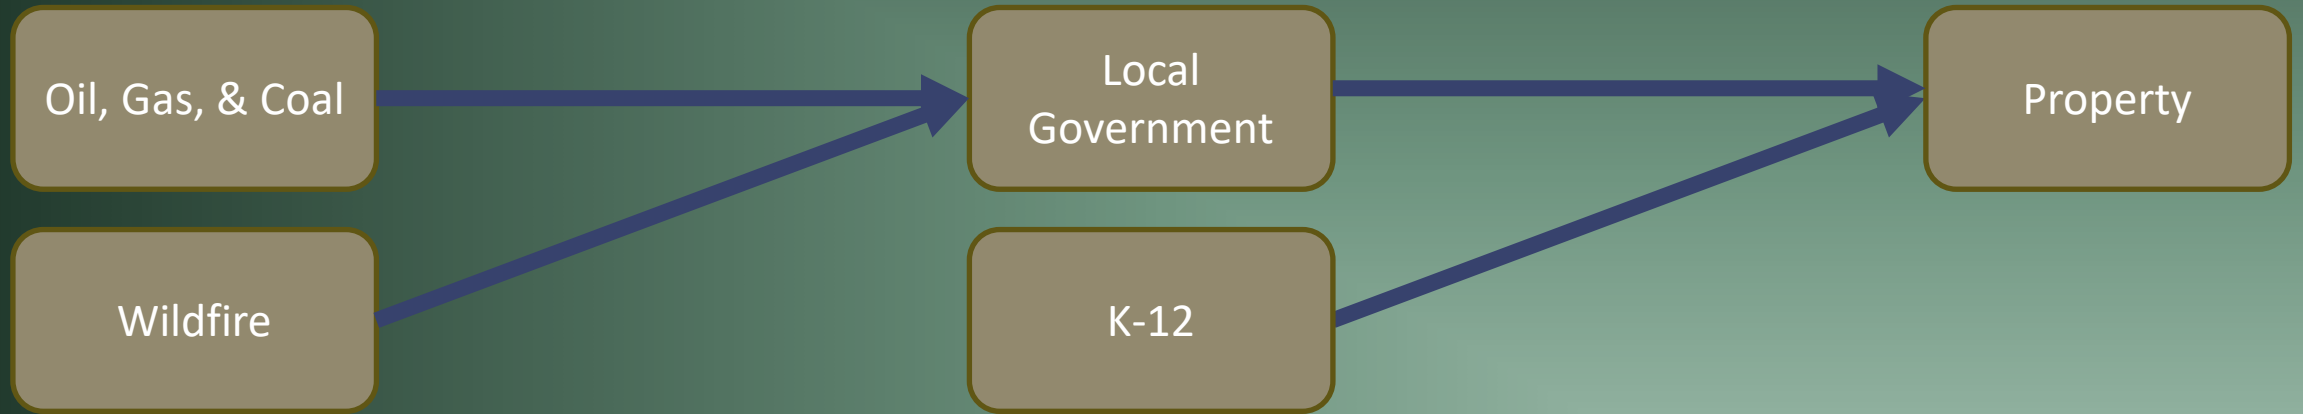 Oil, Gas, & Coal
Local
Government
Property
Wildfire
K-12